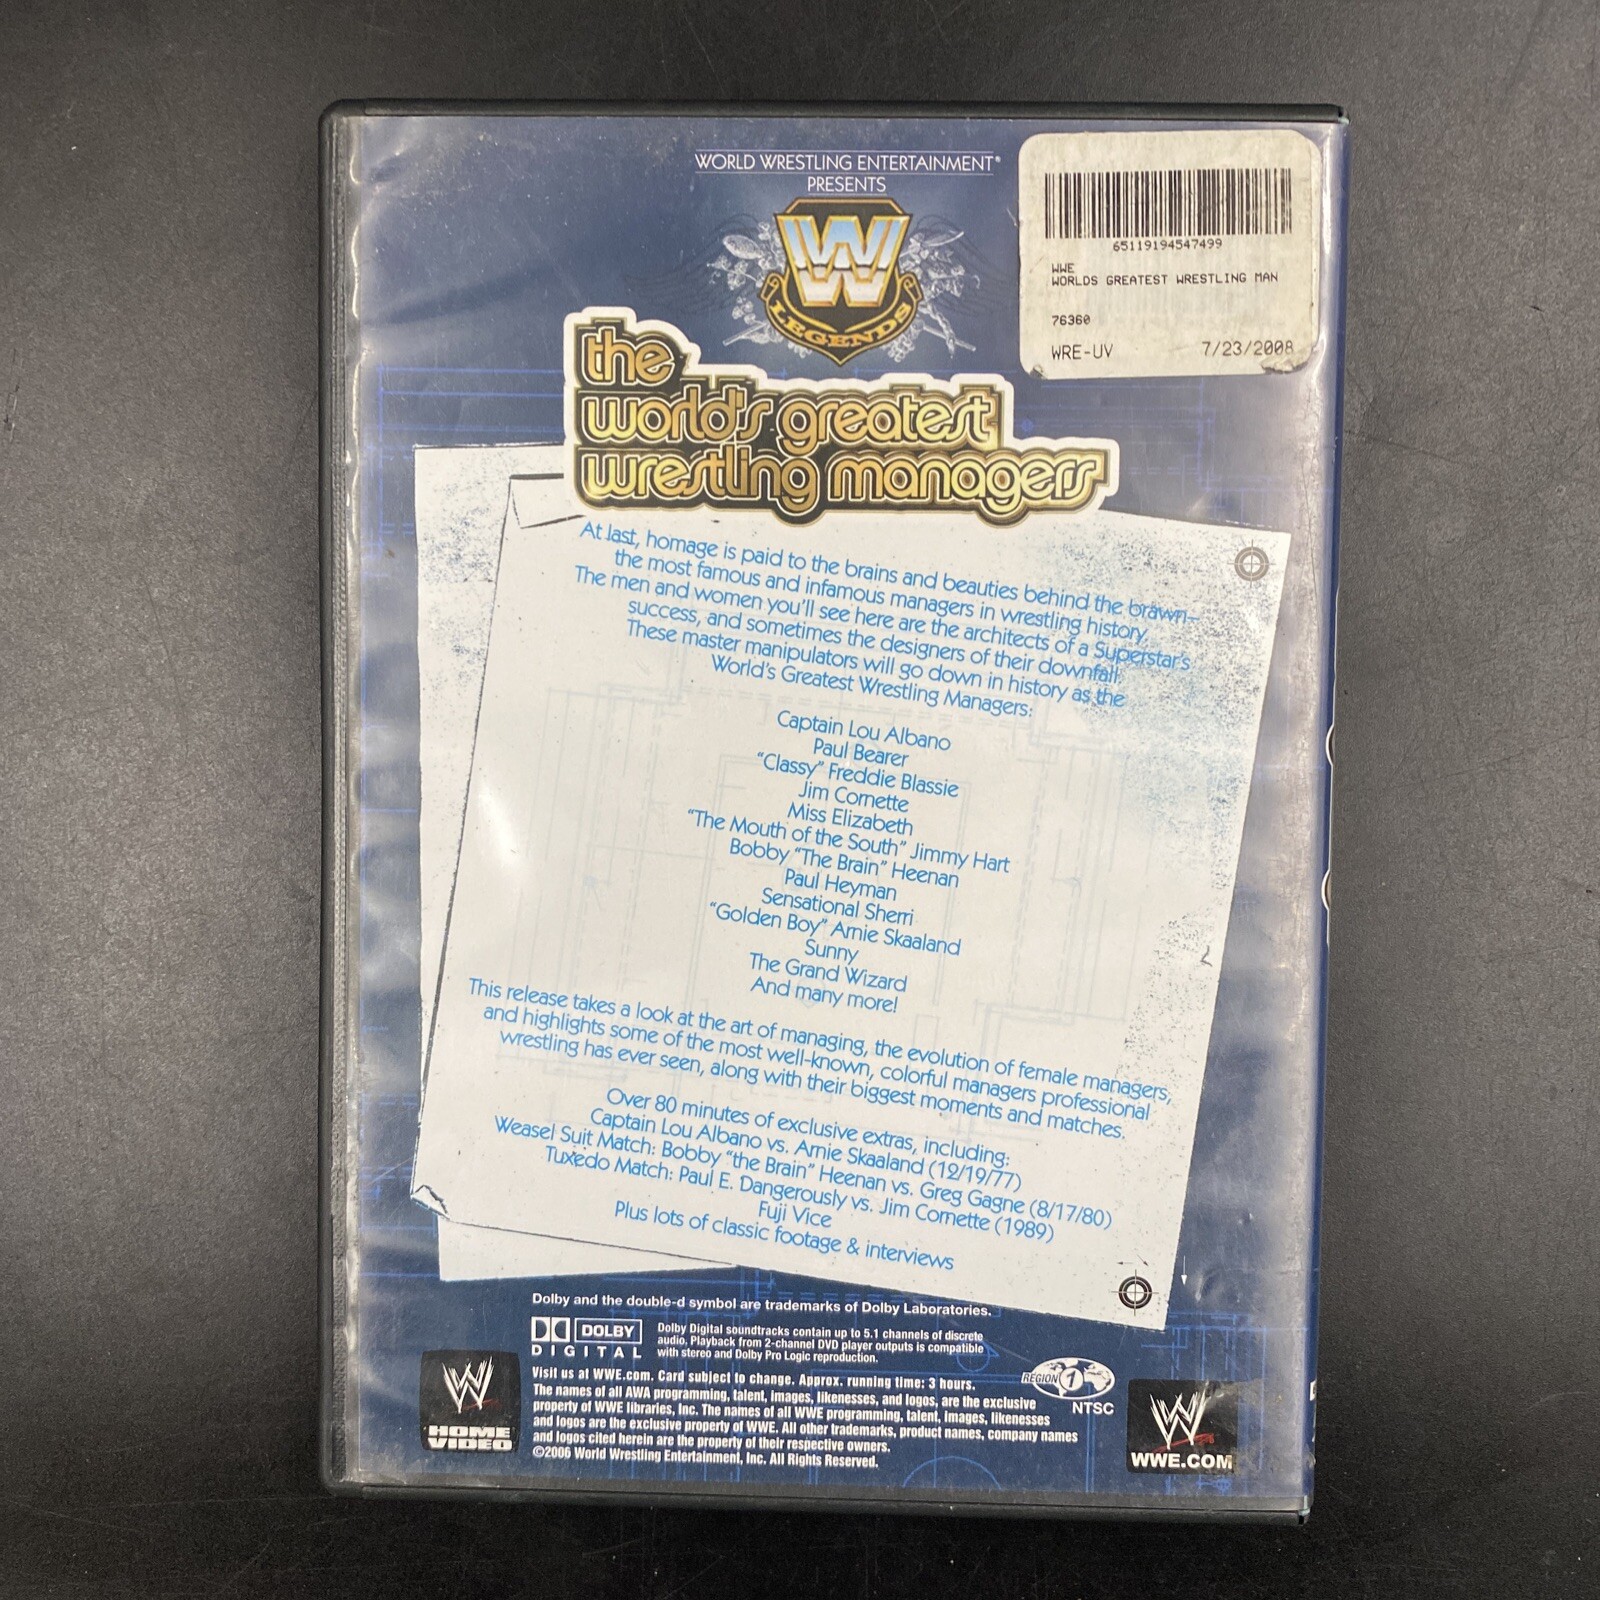 WORLD WRESTLING ENTERTAINMENT®
PRESENTS
W
LEGENDS
65119194547499
WWE
WORLDS GREATEST WRESTLING MAN
76360
WRE-UV 7/23/2008
the
world's greatest
wrestling managers
At last, homage is paid to the brains and beauties behind the brawn–
the most famous and infamous managers in wrestling history.
The men and women you'll see here are the architects of a Superstar's
success, and sometimes the designers of their downfall.
These master manipulators will go down in history as the
World's Greatest Wrestling Managers:
Captain Lou Albano
Paul Bearer
"Classy" Freddie Blassie
Jim Cornette
Miss Elizabeth
"The Mouth of the South" Jimmy Hart
Bobby "The Brain" Heenan
Paul Heyman
Sensational Sherri
"Golden Boy" Arnie Skaaland
Sunny
The Grand Wizard
And many more!
This release takes a look at the art of managing, the evolution of female managers,
and highlights some of the most well-known, colorful managers professional
wrestling has ever seen, along with their biggest moments and matches.
Over 80 minutes of exclusive extras, including:
Captain Lou Albano vs. Arnie Skaaland (12/19/77)
Weasel Suit Match: Bobby "the Brain" Heenan vs. Greg Gagne (8/17/80)
Tuxedo Match: Paul E. Dangerously vs. Jim Cornette (1989)
Fuji Vice
Plus lots of classic footage & interviews
Dolby and the double-d symbol are trademarks of Dolby Laboratories.
DOLBY
DIGITAL
Dolby Digital soundtracks contain up to 5.1 channels of discrete
audio. Playback from 2-channel DVD player outputs is compatible
with stereo and Dolby Pro Logic reproduction.
Visit us at WWE.com. Card subject to change. Approx. running time: 3 hours.
The names of all AWA programming, talent, images, likenesses, and logos, are the exclusive
property of WWE libraries, Inc. The names of all WWE programming, talent, images, likenesses
and logos are the exclusive property of WWE. All other trademarks, product names, company names
and logos cited herein are the property of their respective owners.
©2006 World Wrestling Entertainment, Inc. All Rights Reserved.
REGION 1
NTSC
W
HOME
VIDEO
W
WWE.COM